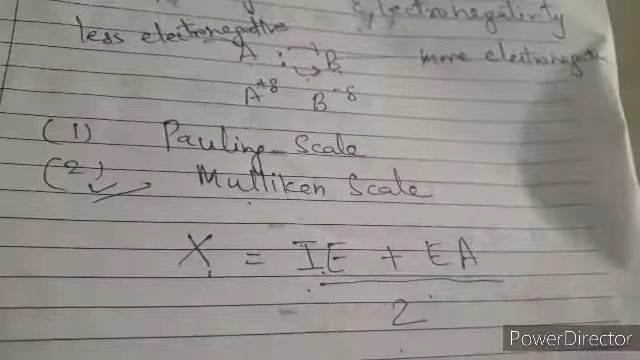 Electronegativity
less electronegative A : B more electronegative
A+δ B-δ
(1) Pauling Scale
(2) Mulliken Scale
X = IE + EA
2
PowerDirector